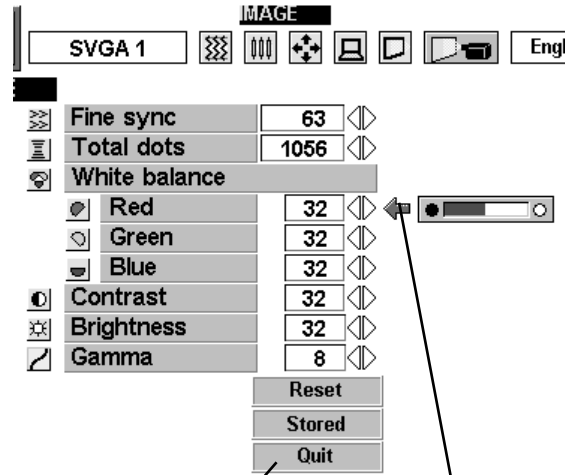 IMAGE
SVGA 1 Engl
Fine sync 63
Total dots 1056
White balance
Red 32
Green 32
Blue 32
Contrast 32
Brightness 32
Gamma 8
Reset
Stored
Quit